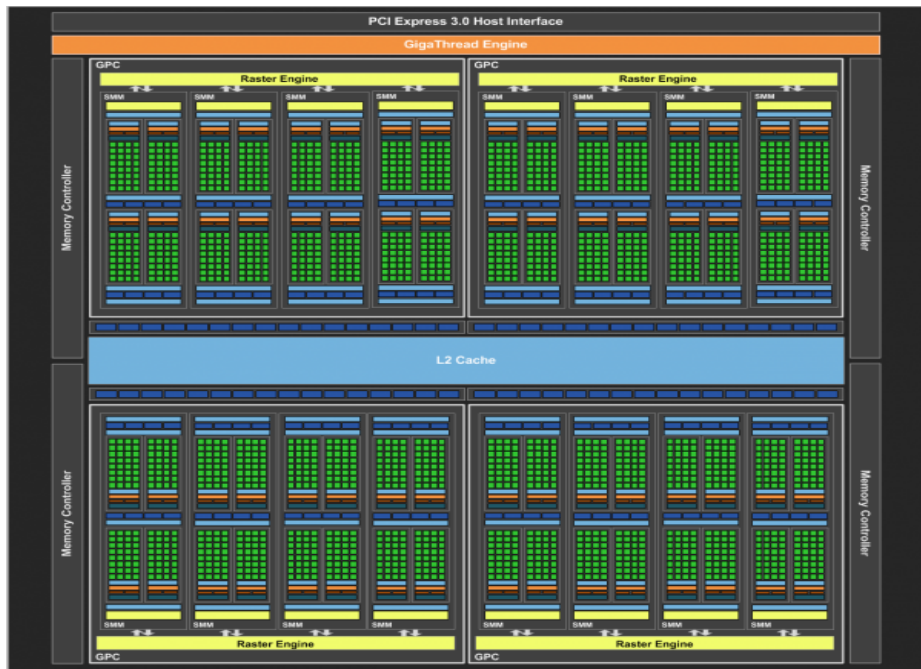 PCI Express 3.0 Host Interface
GigaThread Engine
GPC
Raster Engine
SMM
SMM
SMM
SMM
GPC
Raster Engine
SMM
SMM
SMM
SMM
Memory Controller
Memory Controller
L2 Cache
Memory Controller
Memory Controller
SMM
SMM
SMM
SMM
Raster Engine
GPC
SMM
SMM
SMM
SMM
Raster Engine
GPC